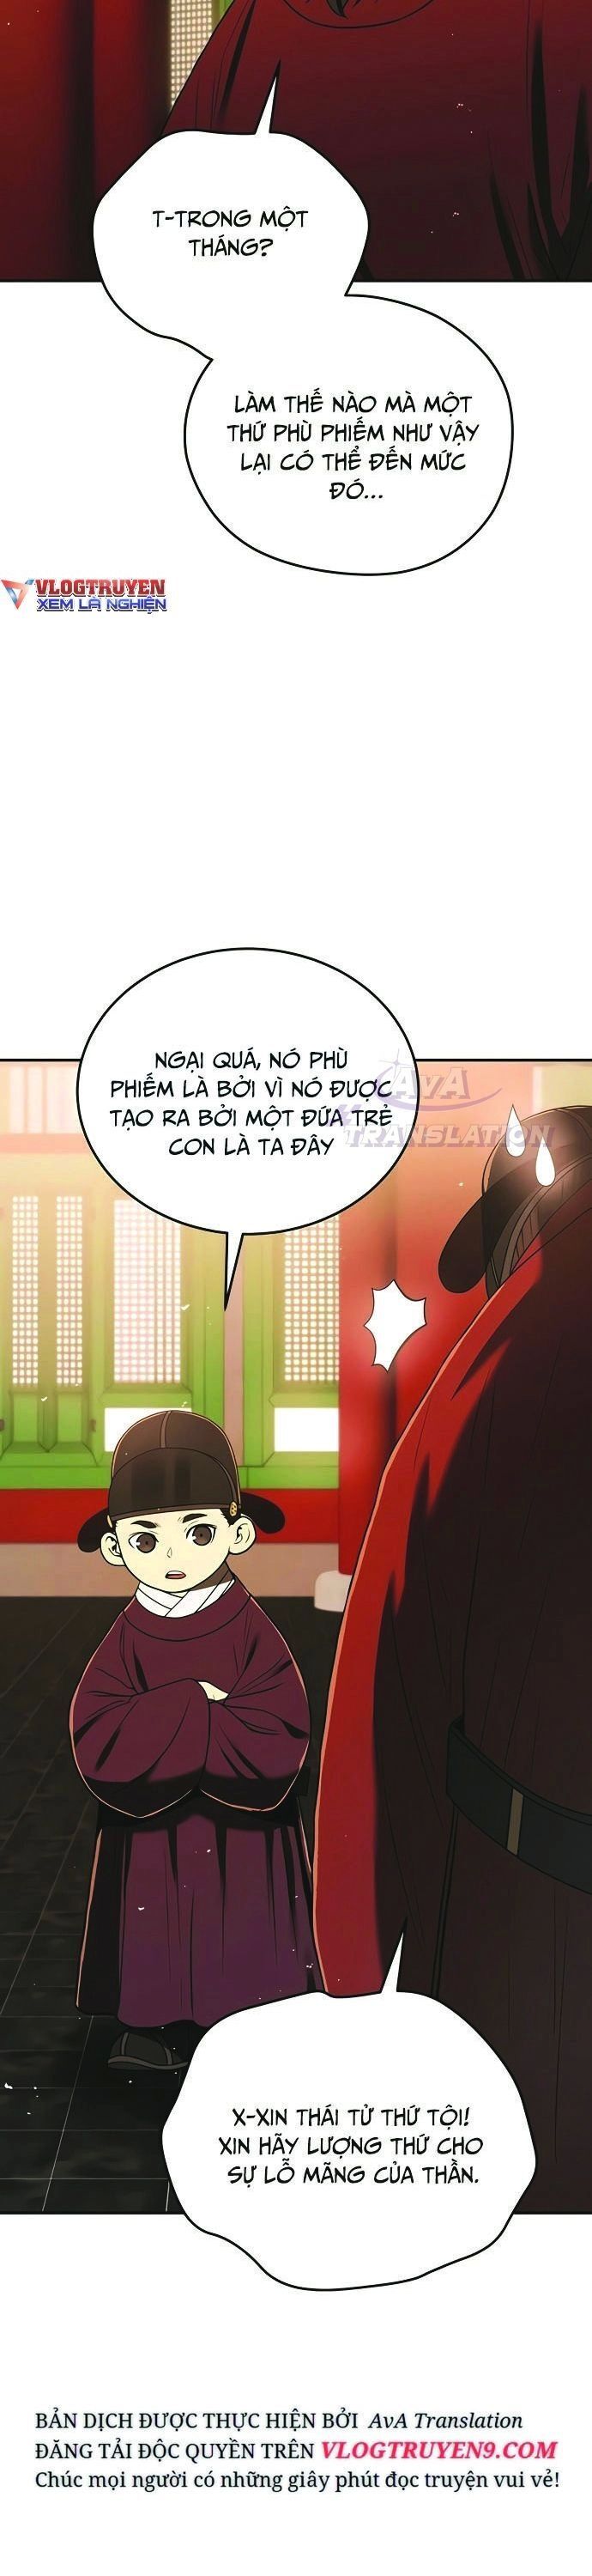 T-TRONG MỘT
THÁNG?
LÀM THẾ NÀO MÀ MỘT
THỨ PHÙ PHIẾM NHƯ VẬY
LẠI CÓ THỂ ĐẾN MỨC
ĐÓ...
VLOGTRUYEN
XEM LÀ NGHIỆN
NGẠI QUÁ, NÓ PHÙ
PHIẾM LÀ BỞI VÌ NÓ ĐƯỢC
TẠO RA BỞI MỘT ĐỨA TRẺ
CON LÀ TA ĐÂY
AVA
TRANSLATION
X-XIN THÁI TỬ THỨ TỘI!
XIN HÃY LƯỢNG THỨ CHO
SỰ LỖ MÃNG CỦA THẦN.
BẢN DỊCH ĐƯỢC THỰC HIỆN BỞI AvA Translation
ĐĂNG TẢI ĐỘC QUYỀN TRÊN VLOGTRUYEN9.COM
Chúc mọi người có những giây phút đọc truyện vui vẻ!